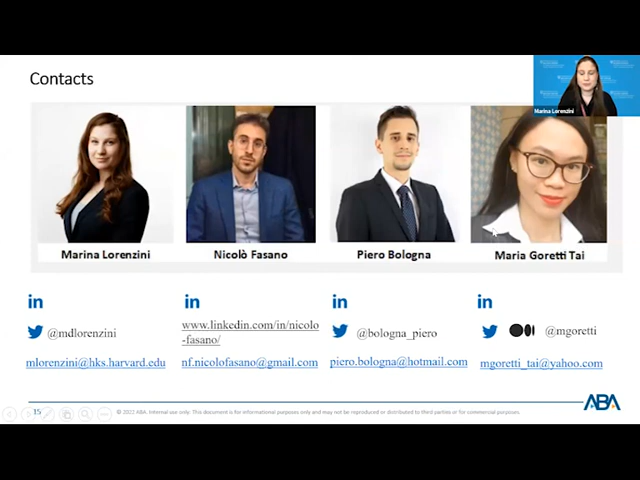 Contacts
Marina Lorenzini
Marina Lorenzini
Nicolò Fasano
Piero Bologna
Maria Goretti Tai
in
in
in
in
@mdlorenzini
www.linkedin.com/in/nicolo
-fasano/
@bologna_piero
@mgoretti
mlorenzini@hks.harvard.edu
nf.nicolofasano@gmail.com
piero.bologna@hotmail.com
mgoretti_tai@yahoo.com
15
© 2022 ABA. Internal use only. This document is for informational purposes only and may not be reproduced or distributed to third parties or for commercial purposes.
ABA